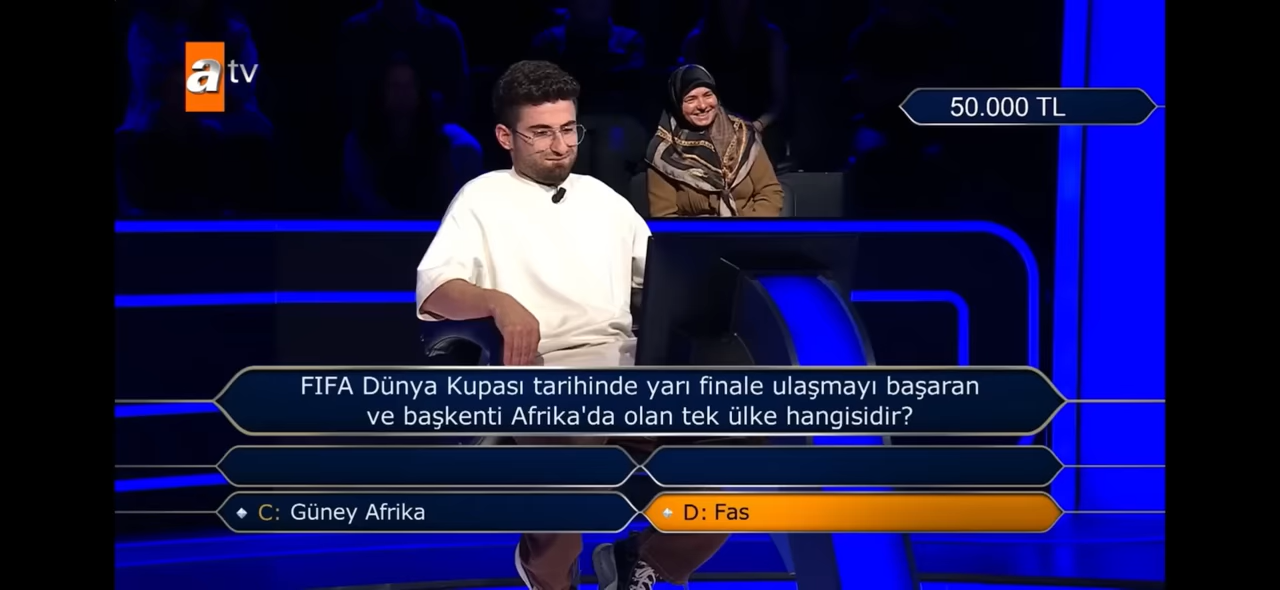 atv
50.000 TL
FIFA Dünya Kupası tarihinde yarı finale ulaşmayı başaran
ve başkenti Afrika'da olan tek ülke hangisidir?
C: Güney Afrika
D: Fas